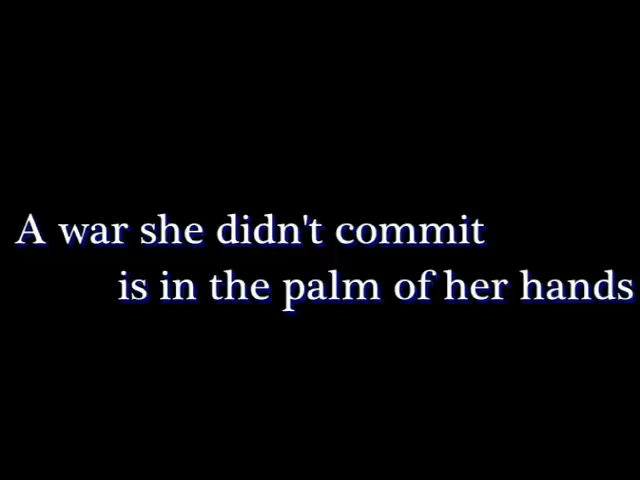 A war she didn't commit
is in the palm of her hands